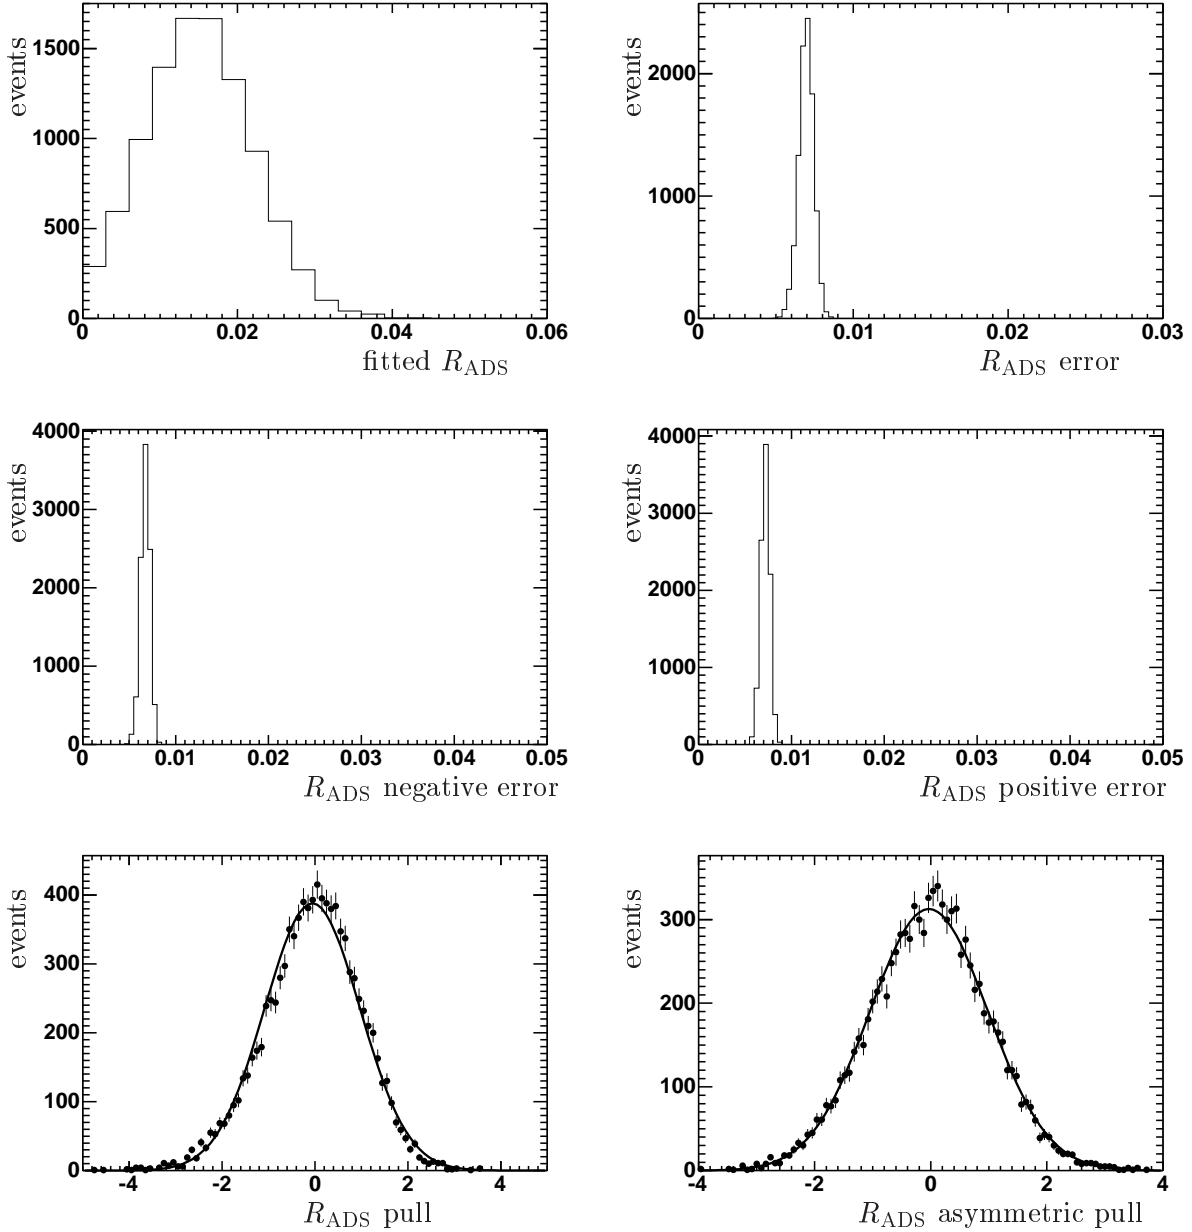 events
1500
1000
500
0
0 0.02 0.04 0.06
fitted R_ADS
events
2000
1000
0
0 0.01 0.02 0.03
R_ADS error
events
4000
3000
2000
1000
0
0 0.01 0.02 0.03 0.04 0.05
R_ADS negative error
events
4000
3000
2000
1000
0
0 0.01 0.02 0.03 0.04 0.05
R_ADS positive error
events
400
300
200
100
0
-4 -2 0 2 4
R_ADS pull
events
300
200
100
0
-4 -2 0 2 4
R_ADS asymmetric pull